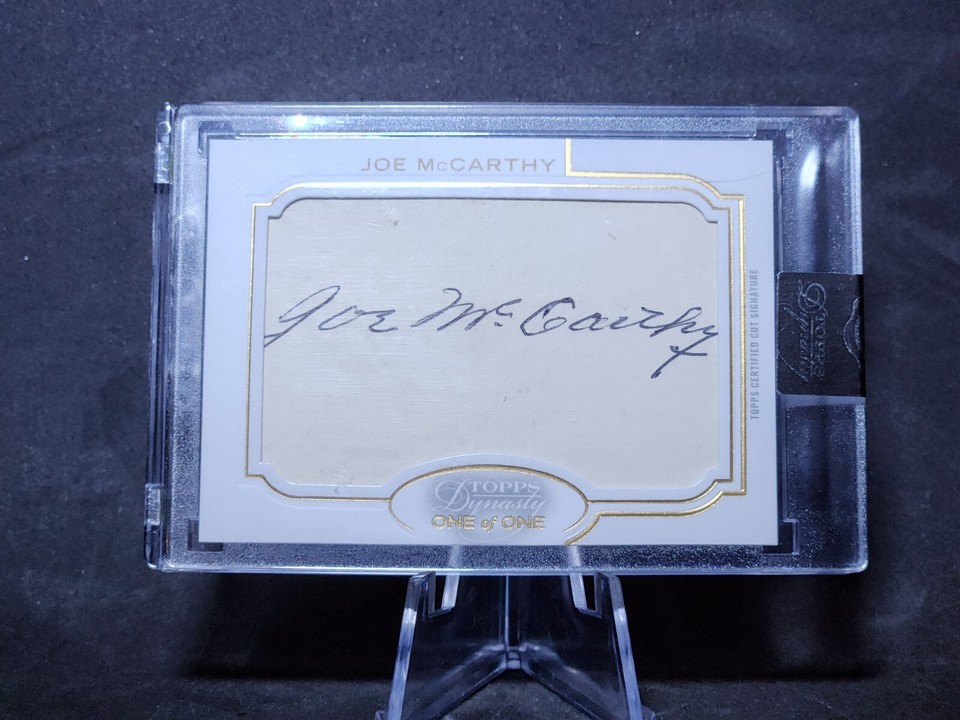 JOE McCARTHY
Joe McCarthy
TOPPS CERTIFIED CUT SIGNATURE
TOPPS
Dynasty
ONE of ONE